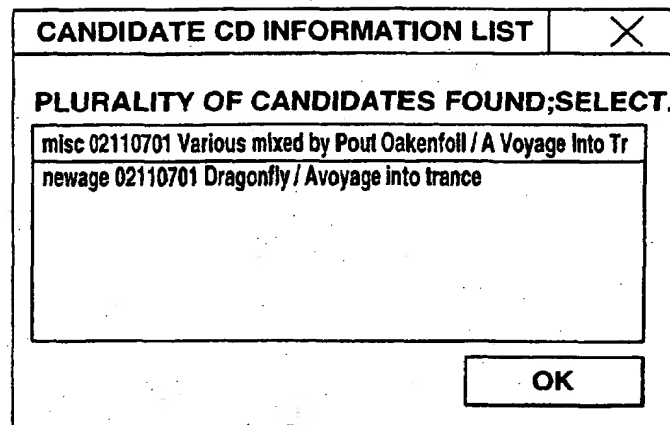 CANDIDATE CD INFORMATION LIST
PLURALITY OF CANDIDATES FOUND;SELECT.
misc 02110701 Various mixed by Pout Oakenfoll / A Voyage Into Tr
newage 02110701 Dragonfly / Avoyage into trance
OK